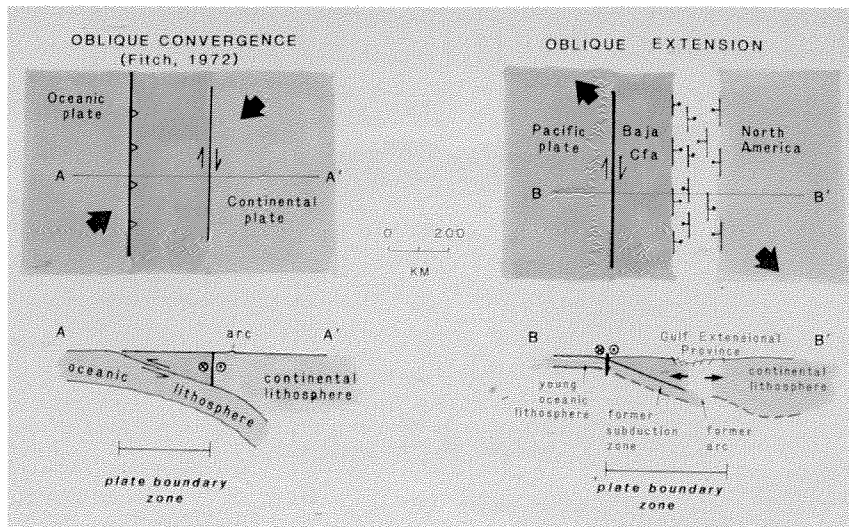 OBLIQUE CONVERGENCE
(Fitch, 1972)
Oceanic
plate
A
A'
Continental
plate
0 200
KM
OBLIQUE EXTENSION
Pacific
plate
Baja
Cfa
North
America
B
B'
A
arc
A'
oceanic
lithosphere
continental
lithosphere
plate boundary
zone
B
Gulf Extensional
Province
B'
young
oceanic
lithosphere
former
subduction
zone
former
arc
continental
lithosphere
plate boundary
zone